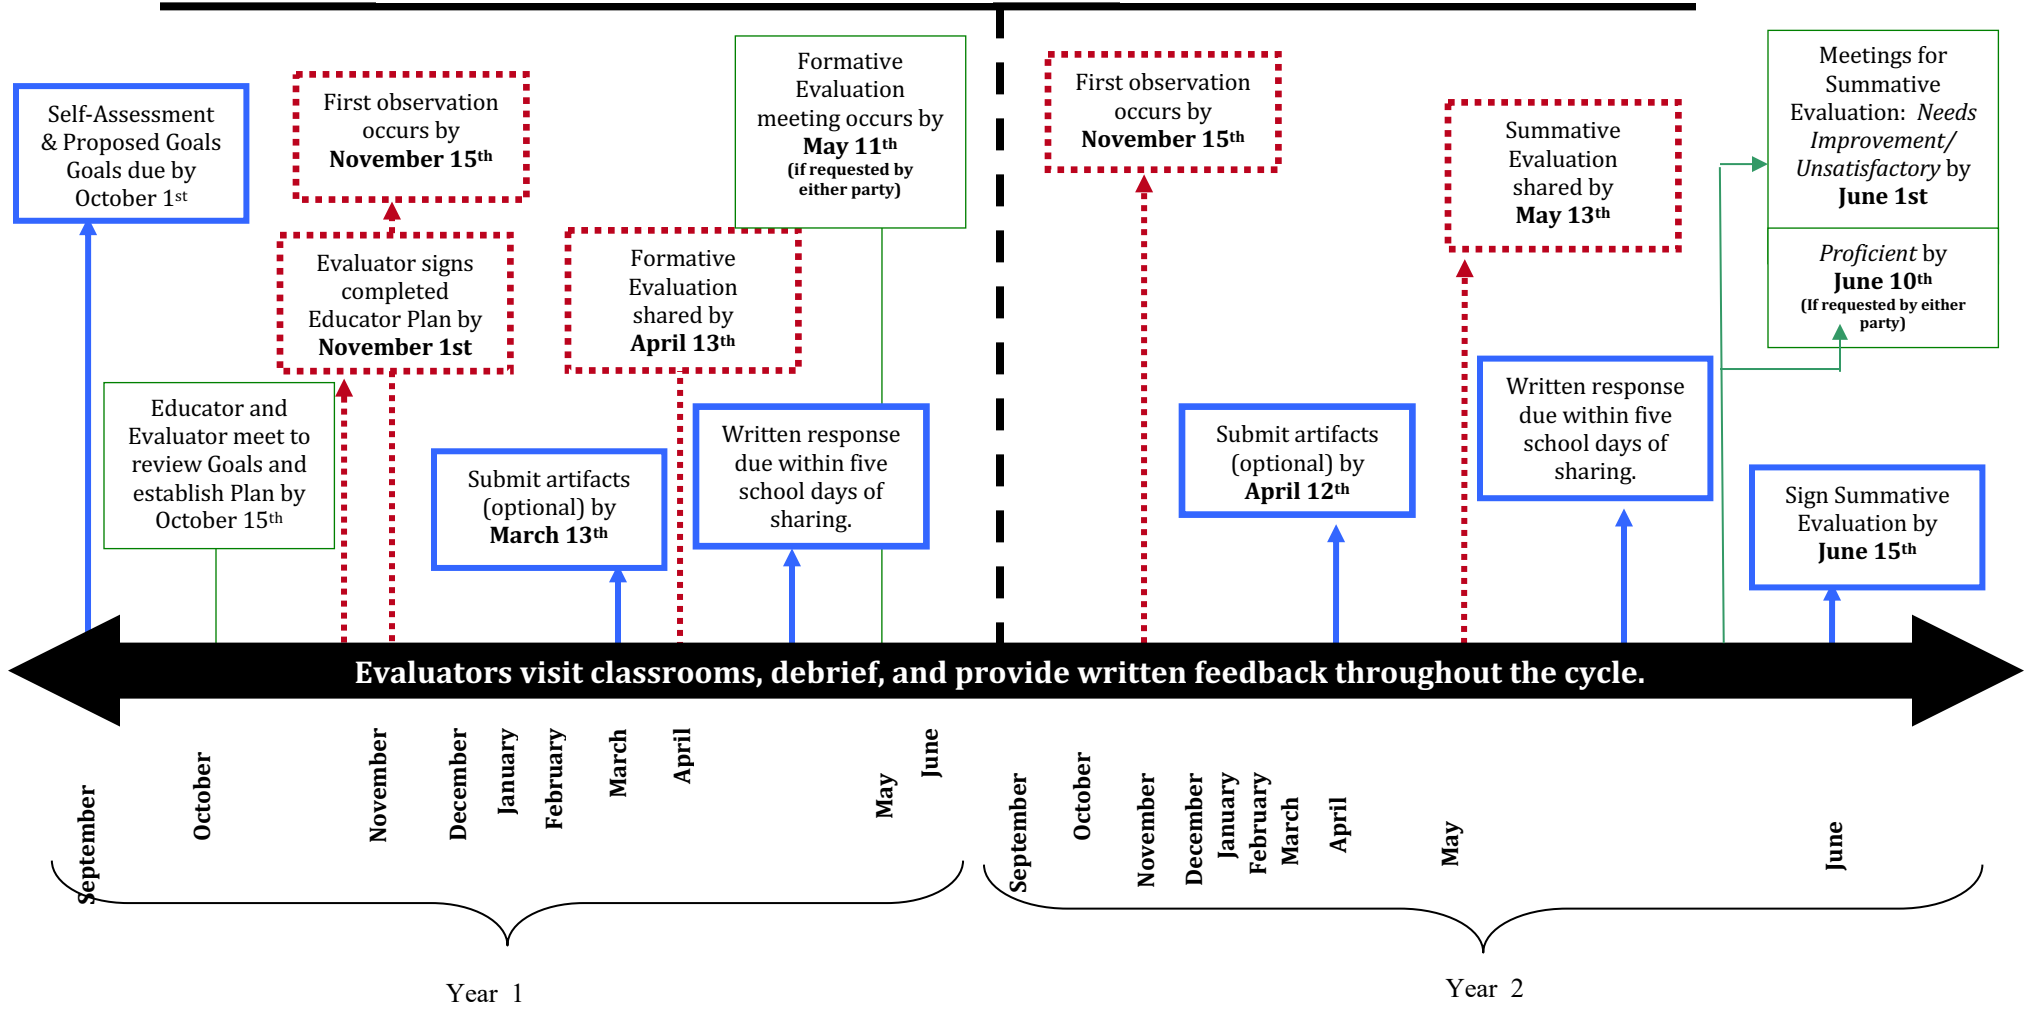 Self-Assessment
& Proposed Goals
Goals due by
October 1st
First observation
occurs by
November 15th
Evaluator signs
completed
Educator Plan by
November 1st
Educator and
Evaluator meet to
review Goals and
establish Plan by
October 15th
Submit artifacts
(optional) by
March 13th
Formative
Evaluation
shared by
April 13th
Formative
Evaluation
meeting occurs by
May 11th
(if requested by
either party)
Written response
due within five
school days of
sharing.
First observation
occurs by
November 15th
Submit artifacts
(optional) by
April 12th
Summative
Evaluation
shared by
May 13th
Written response
due within five
school days of
sharing.
Meetings for
Summative
Evaluation: Needs
Improvement/
Unsatisfactory by
June 1st
Proficient by
June 10th
(If requested by either
party)
Sign Summative
Evaluation by
June 15th
Evaluators visit classrooms, debrief, and provide written feedback throughout the cycle.
September
October
November
December
January
February
March
April
May
June
September
October
November
December
January
February
March
April
May
June
Year 1
Year 2